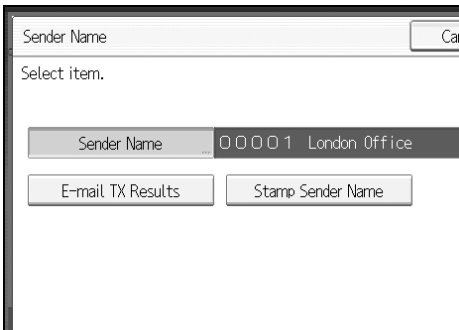 Sender Name
Select item.
Sender Name 00001 London Office
E-mail TX Results Stamp Sender Name